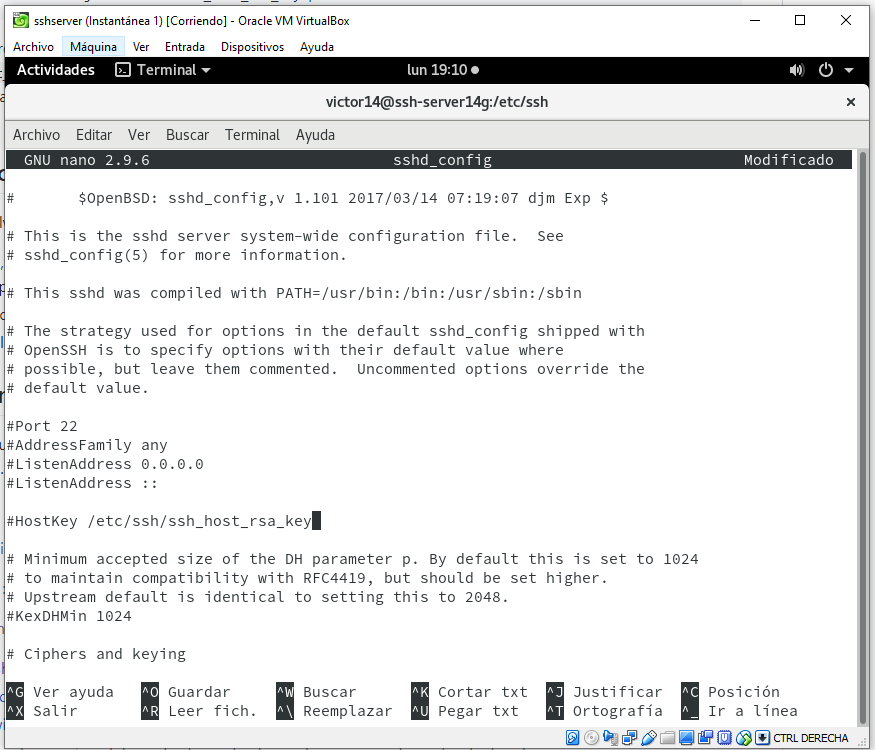 sshserver (Instantánea 1) [Corriendo] - Oracle VM VirtualBox
Archivo Máquina Ver Entrada Dispositivos Ayuda
Actividades Terminal lun 19:10
victor14@ssh-server14g:/etc/ssh
Archivo Editar Ver Buscar Terminal Ayuda
GNU nano 2.9.6 sshd_config Modificado
# $OpenBSD: sshd_config,v 1.101 2017/03/14 07:19:07 djm Exp $
# This is the sshd server system-wide configuration file. See
# sshd_config(5) for more information.
# This sshd was compiled with PATH=/usr/bin:/bin:/usr/sbin:/sbin
# The strategy used for options in the default sshd_config shipped with
# OpenSSH is to specify options with their default value where
# possible, but leave them commented. Uncommented options override the
# default value.
#Port 22
#AddressFamily any
#ListenAddress 0.0.0.0
#ListenAddress ::
#HostKey /etc/ssh/ssh_host_rsa_key
# Minimum accepted size of the DH parameter p. By default this is set to 1024
# to maintain compatibility with RFC4419, but should be set higher.
# Upstream default is identical to setting this to 2048.
#KexDHMin 1024
# Ciphers and keying
^G Ver ayuda ^O Guardar ^W Buscar ^K Cortar txt ^J Justificar ^C Posición
^X Salir ^R Leer fich. ^\ Reemplazar ^U Pegar txt ^T Ortografía ^_ Ir a línea
CTRL DERECHA